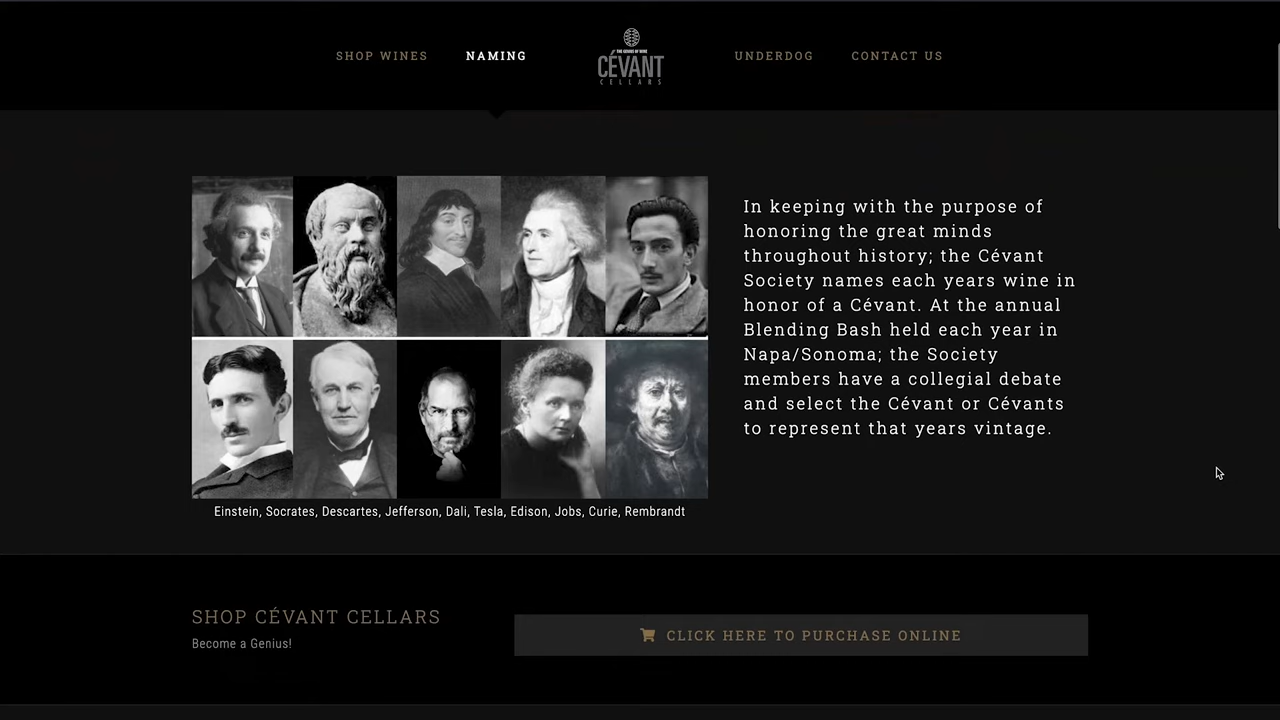 SHOP WINES
NAMING
THE GENIUS OF WINE
CÉVANT
CELLARS
UNDERDOG
CONTACT US
In keeping with the purpose of
honoring the great minds
throughout history; the Cévant
Society names each years wine in
honor of a Cévant. At the annual
Blending Bash held each year in
Napa/Sonoma; the Society
members have a collegial debate
and select the Cévant or Cévants
to represent that years vintage.
Einstein, Socrates, Descartes, Jefferson, Dali, Tesla, Edison, Jobs, Curie, Rembrandt
SHOP CÉVANT CELLARS
Become a Genius!
CLICK HERE TO PURCHASE ONLINE